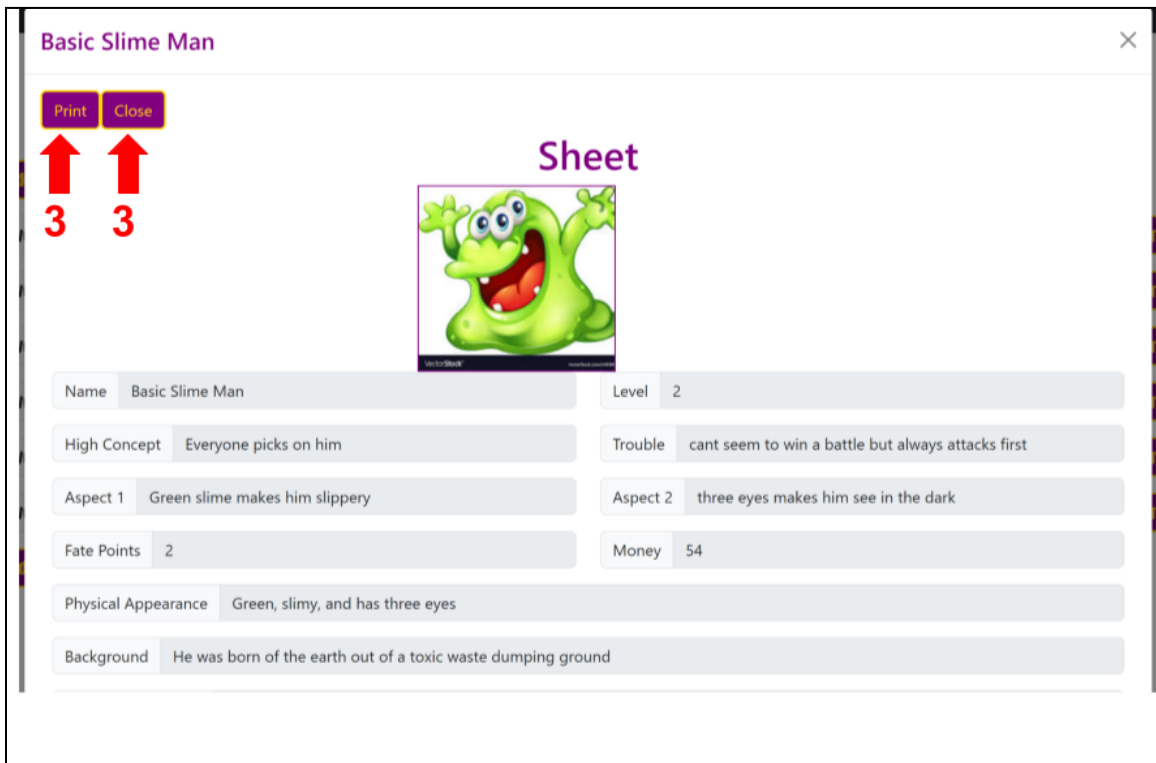 Basic Slime Man
Print Close
3 3
Sheet
VectorStock
Name Basic Slime Man Level 2
High Concept Everyone picks on him Trouble cant seem to win a battle but always attacks first
Aspect 1 Green slime makes him slippery Aspect 2 three eyes makes him see in the dark
Fate Points 2 Money 54
Physical Appearance Green, slimy, and has three eyes
Background He was born of the earth out of a toxic waste dumping ground